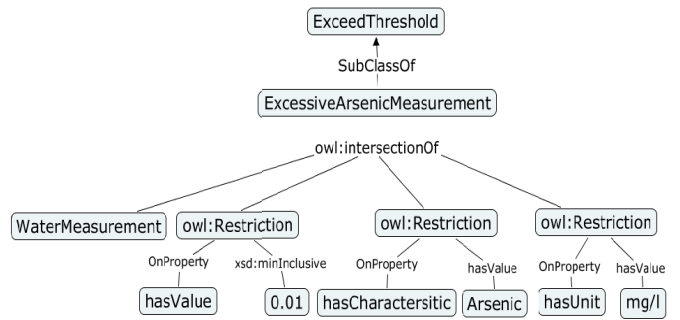 ExceedThreshold
SubClassOf
ExcessiveArsenicMeasurement
owl:intersectionOf
WaterMeasurement owl:Restriction owl:Restriction owl:Restriction
OnProperty xsd:minInclusive OnProperty hasValue OnProperty hasValue
hasValue 0.01 hasCharactersitic Arsenic hasUnit mg/l